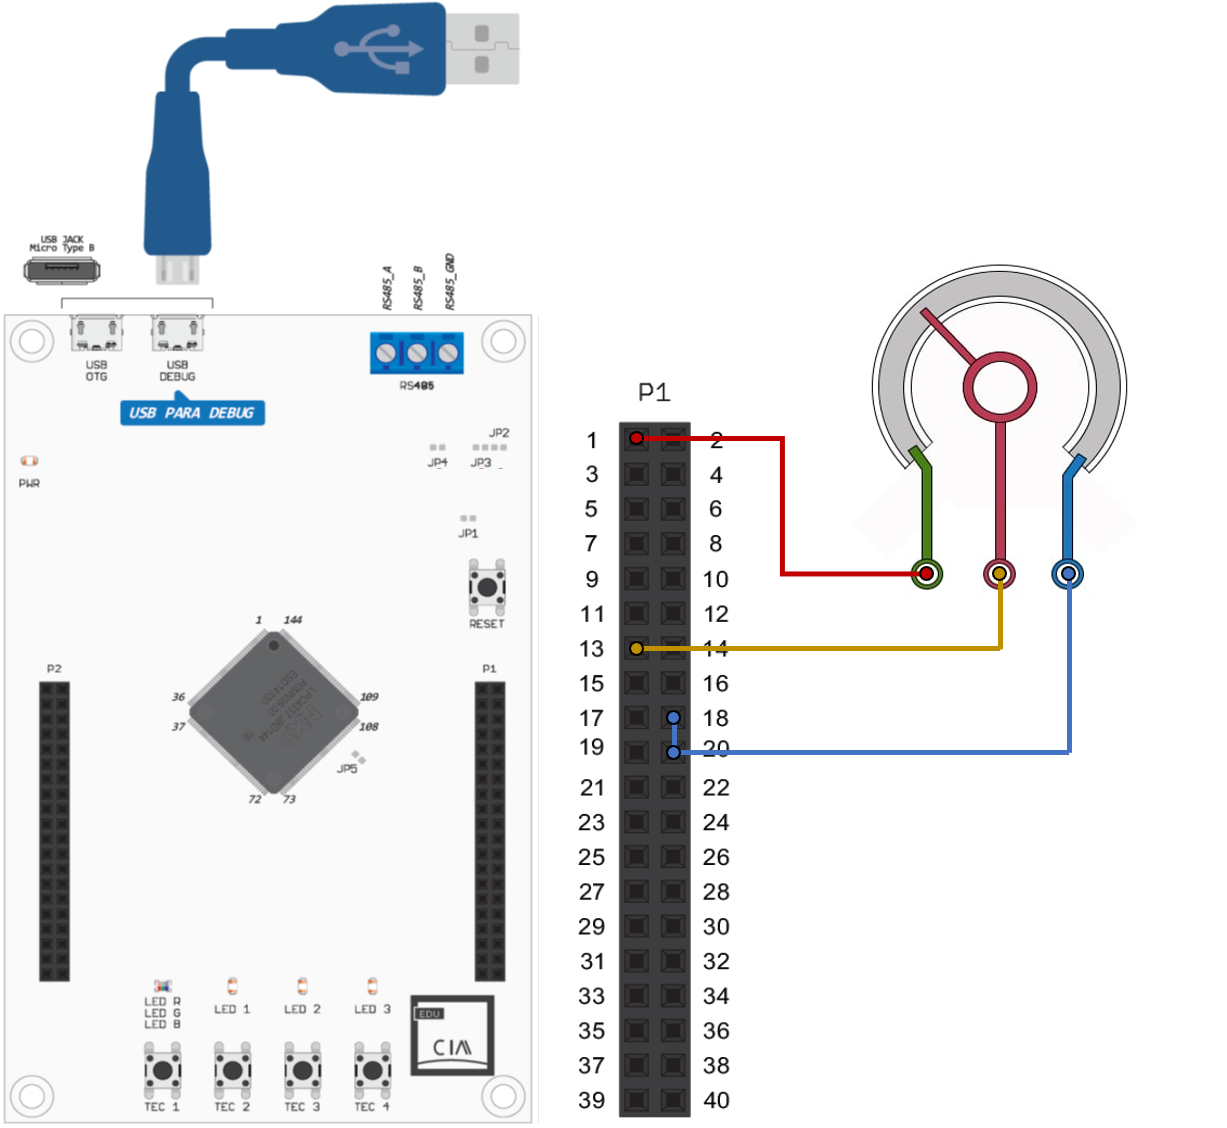 USB JACK
Micro Type B
RS485_A
RS485_B
RS485_GND
USB
OTG
USB
DEBUG
RS485
USB PARA DEBUG
JP2
JP4
JP3
PWR
JP1
RESET
1
144
P2
P1
36
109
37
108
JP5
72
73
LED R
LED G
LED B
LED 1
LED 2
LED 3
EDU
CIAA
TEC 1
TEC 2
TEC 3
TEC 4
P1
1 2
3 4
5 6
7 8
9 10
11 12
13 14
15 16
17 18
19 20
21 22
23 24
25 26
27 28
29 30
31 32
33 34
35 36
37 38
39 40